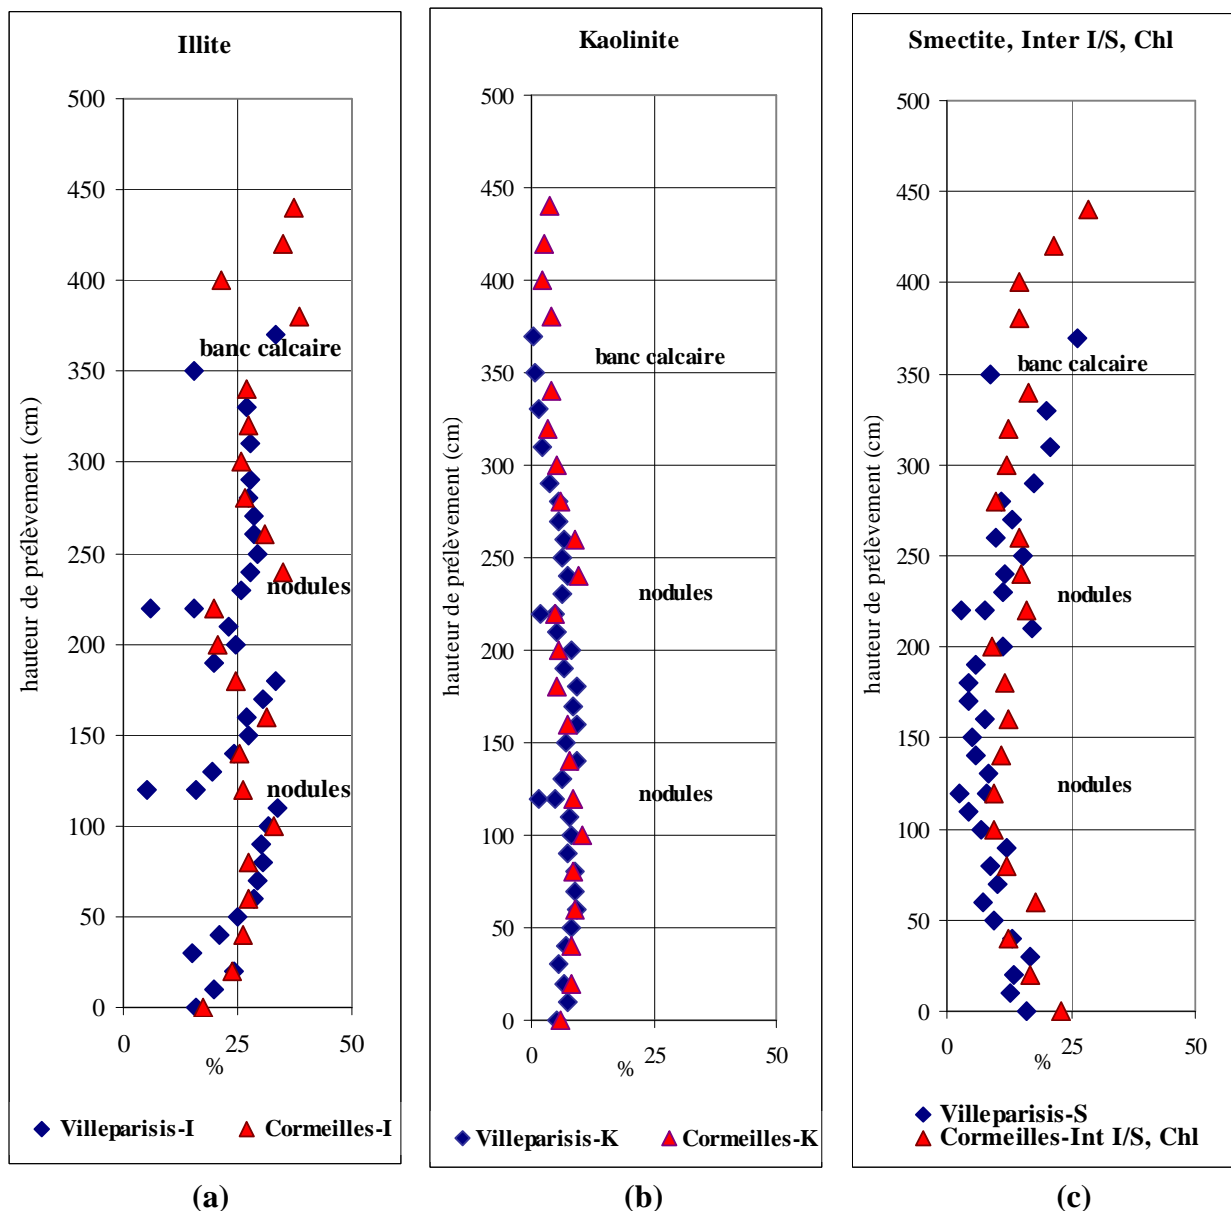 Illite
500
450
400
350
300
250
200
150
100
50
0
hauteur de prélèvement (cm)
banc calcaire
nodules
nodules
0 25 50
%
Villeparisis-I Cormeilles-I
(a)
Kaolinite
500
450
400
350
300
250
200
150
100
50
0
hauteur de prélèvement (cm)
banc calcaire
nodules
nodules
0 25 50
%
Villeparisis-K Cormeilles-K
(b)
Smectite, Inter I/S, Chl
500
450
400
350
300
250
200
150
100
50
0
hauteur de prélèvement (cm)
banc calcaire
nodules
nodules
0 25 50
%
Villeparisis-S
Cormeilles-Int I/S, Chl
(c)